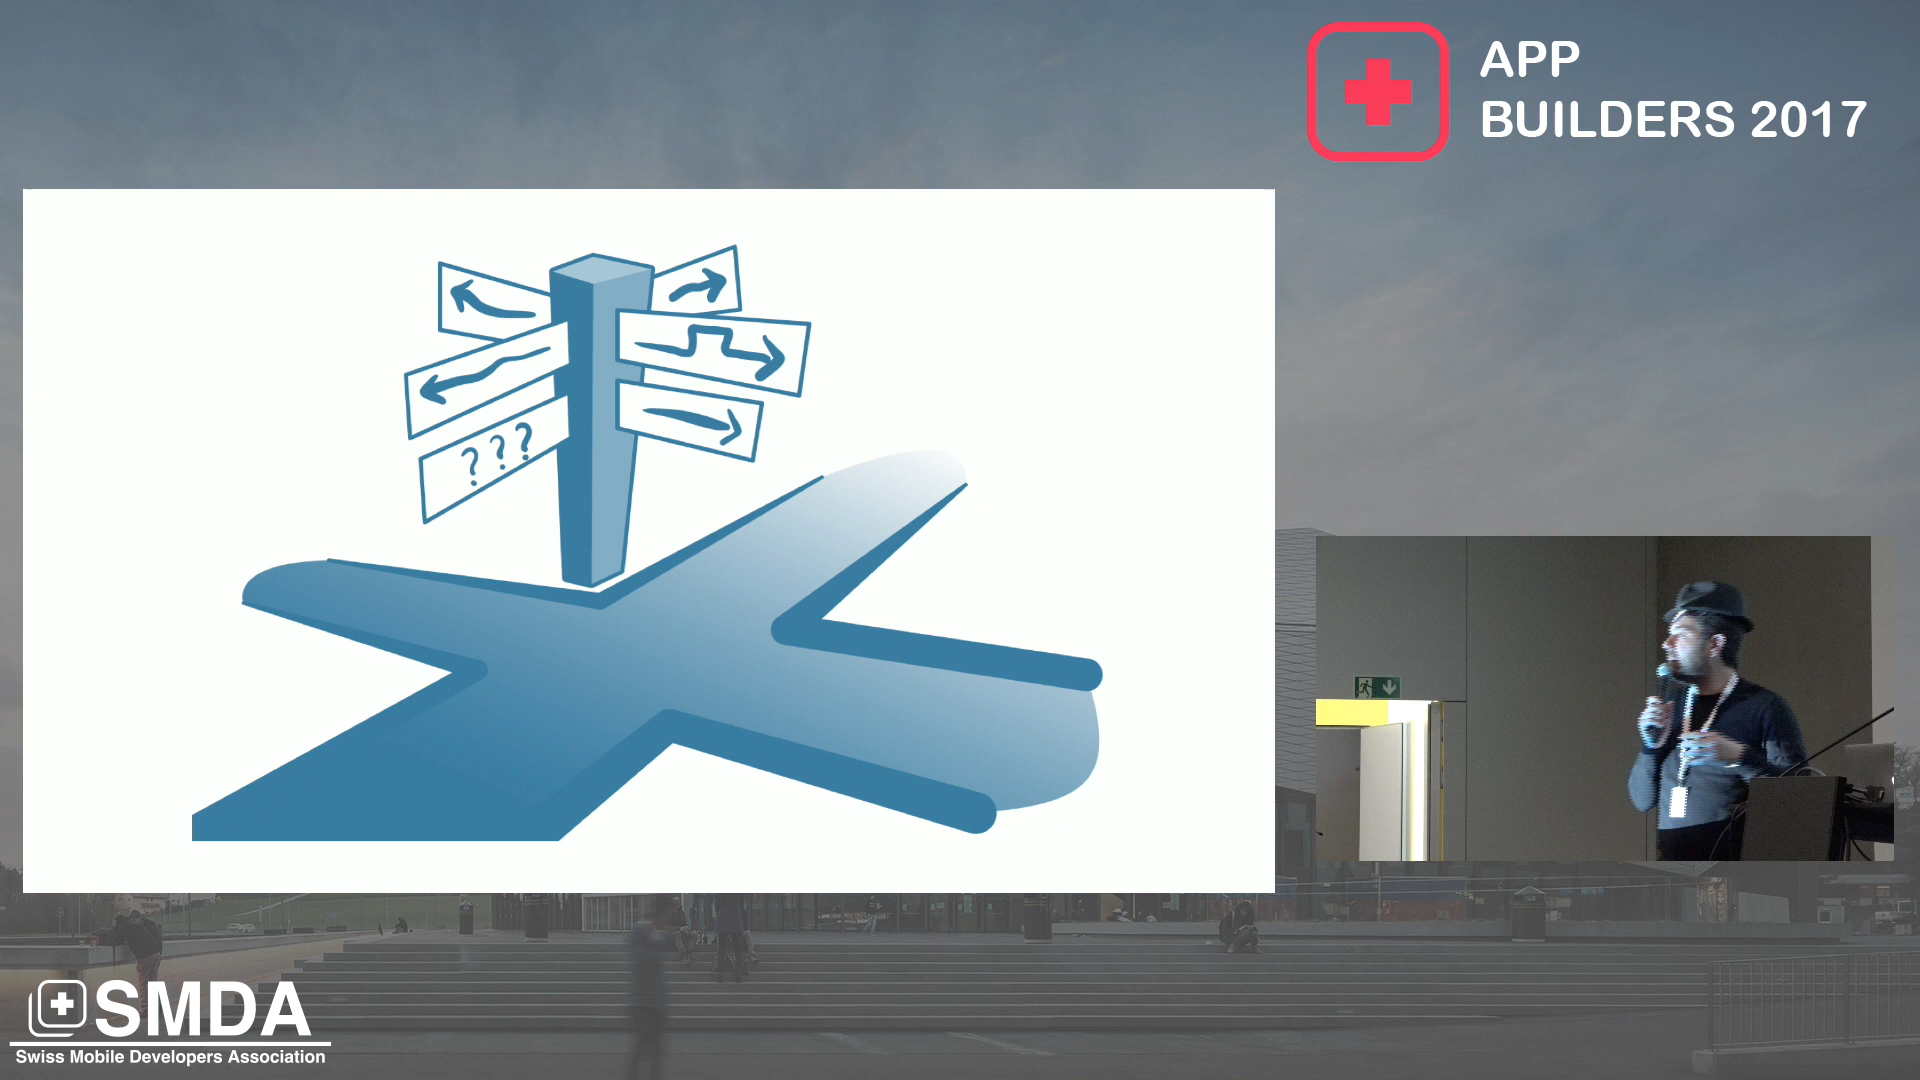 APP
BUILDERS 2017
???
SMDA
Swiss Mobile Developers Association